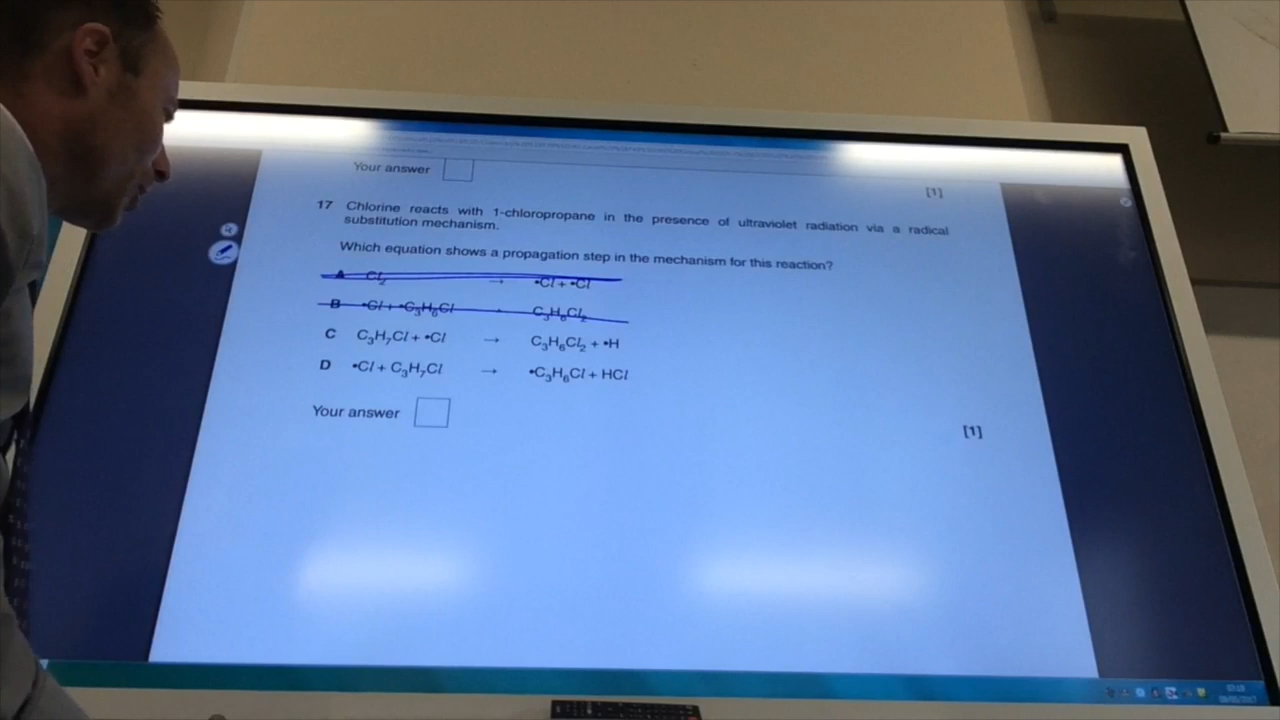 Your answer
[1]
17 Chlorine reacts with 1-chloropropane in the presence of ultraviolet radiation via a radical
substitution mechanism.
Which equation shows a propagation step in the mechanism for this reaction?
A Cl₂ → •Cl + •Cl
B •Cl + •C₃H₆Cl → C₃H₆Cl₂
C C₃H₇Cl + •Cl → C₃H₆Cl₂ + •H
D •Cl + C₃H₇Cl → •C₃H₆Cl + HCl
Your answer
[1]